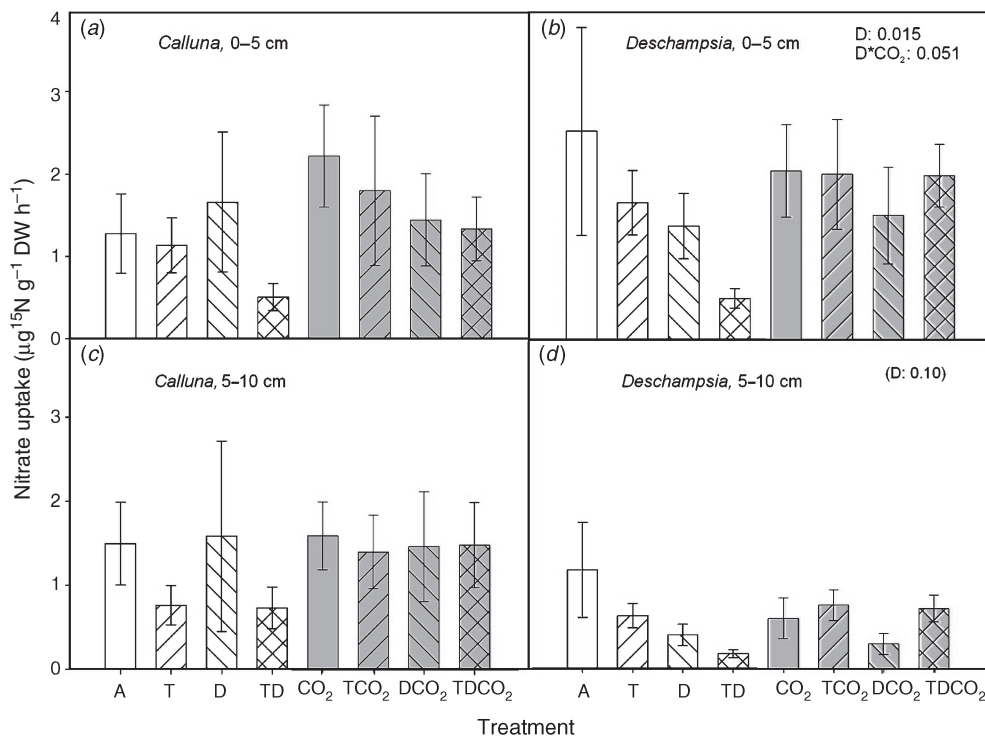 Nitrate uptake (μg¹⁵N g⁻¹ DW h⁻¹)
4
3
2
1
0
(a)
Calluna, 0–5 cm
(b)
Deschampsia, 0–5 cm
D: 0.015
D*CO₂: 0.051
3
2
1
0
(c)
Calluna, 5–10 cm
(d)
Deschampsia, 5–10 cm
(D: 0.10)
A T D TD CO₂ TCO₂ DCO₂ TDCO₂
A T D TD CO₂ TCO₂ DCO₂ TDCO₂
Treatment